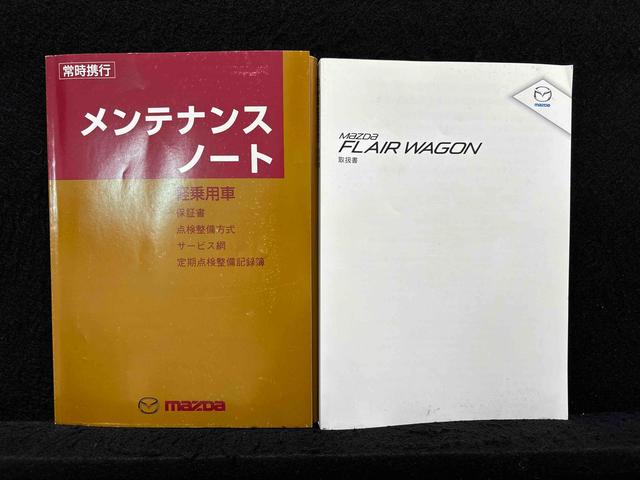 常時携行
メンテナンス
ノート
軽乗用車
保証書
点検整備方式
サービス網
定期点検整備記録簿
mazda
mazda
MAZDA
FLAIR WAGON
取扱書